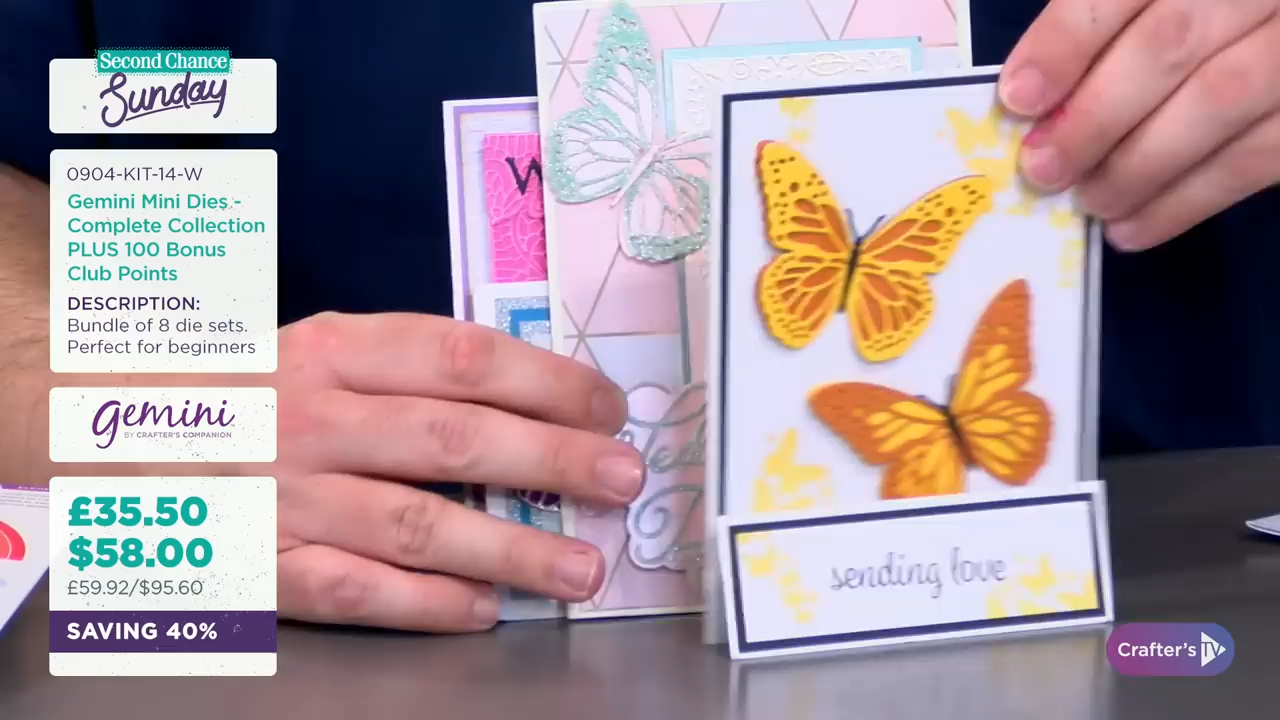 Second Chance
Sunday
0904-KIT-14-W
Gemini Mini Dies -
Complete Collection
PLUS 100 Bonus
Club Points
DESCRIPTION:
Bundle of 8 die sets.
Perfect for beginners
gemini
BY CRAFTER'S COMPANION
£35.50
$58.00
£59.92/$95.60
SAVING 40%
sending love
Crafter's TV